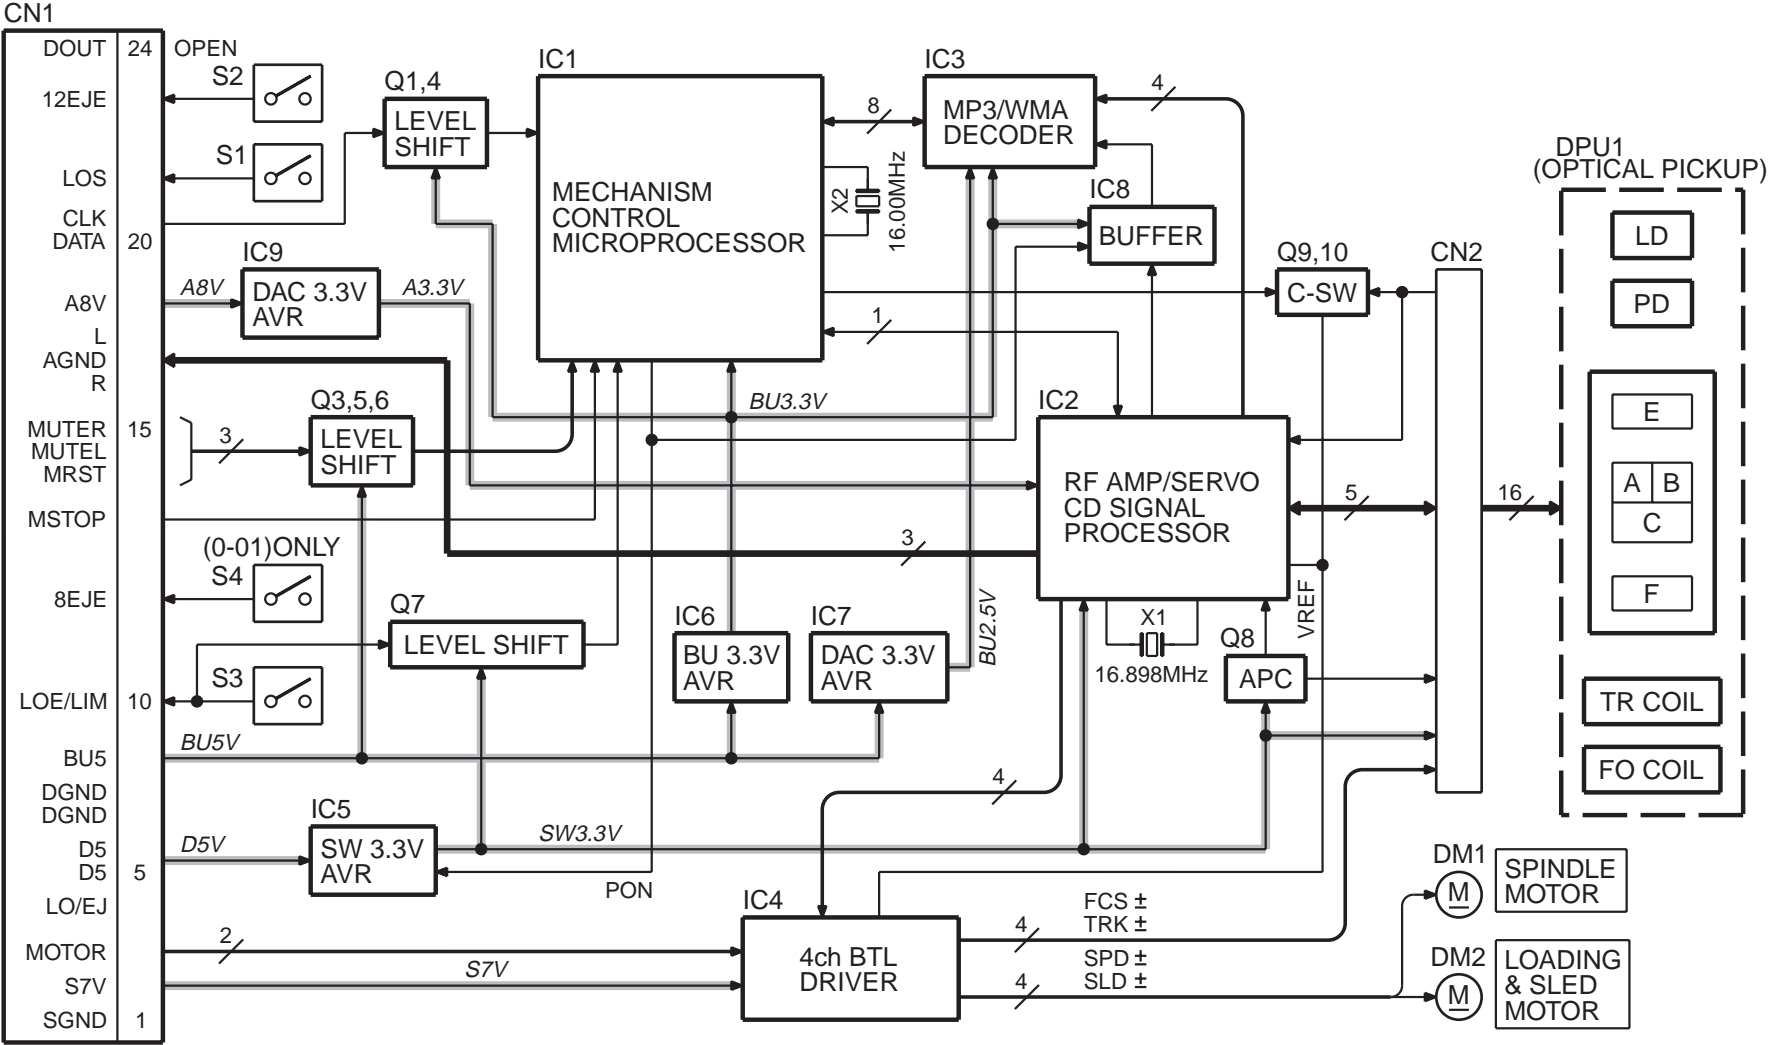 CN1
DOUT 24 OPEN
S2
12EJE
S1
LOS
CLK
DATA 20
A8V
L
AGND
R
MUTER 15
MUTEL
MRST
MSTOP
(0-01)ONLY
S4
8EJE
S3
LOE/LIM 10
BU5V
BU5
DGND
DGND
D5V
D5
D5 5
LO/EJ
MOTOR 2
S7V
S7V
SGND 1
Q1,4
LEVEL
SHIFT
IC9
A8V
DAC 3.3V
AVR
A3.3V
Q3,5,6
3
LEVEL
SHIFT
Q7
LEVEL SHIFT
IC5
SW 3.3V
AVR
SW3.3V
PON
IC1
MECHANISM
CONTROL
MICROPROCESSOR
8
X2
16.00MHz
1
BU3.3V
3
IC6
BU 3.3V
AVR
IC7
DAC 3.3V
AVR
BU2.5V
IC3
MP3/WMA
DECODER
4
IC8
BUFFER
Q9,10
C-SW
CN2
IC2
RF AMP/SERVO
CD SIGNAL
PROCESSOR
5
16
VREF
X1
16.898MHz
Q8
APC
4
IC4
4ch BTL
DRIVER
FCS ±
4 TRK ±
SPD ±
4 SLD ±
DPU1
(OPTICAL PICKUP)
LD
PD
E
A B
C
F
TR COIL
FO COIL
DM1
M
SPINDLE
MOTOR
DM2
M
LOADING
& SLED
MOTOR